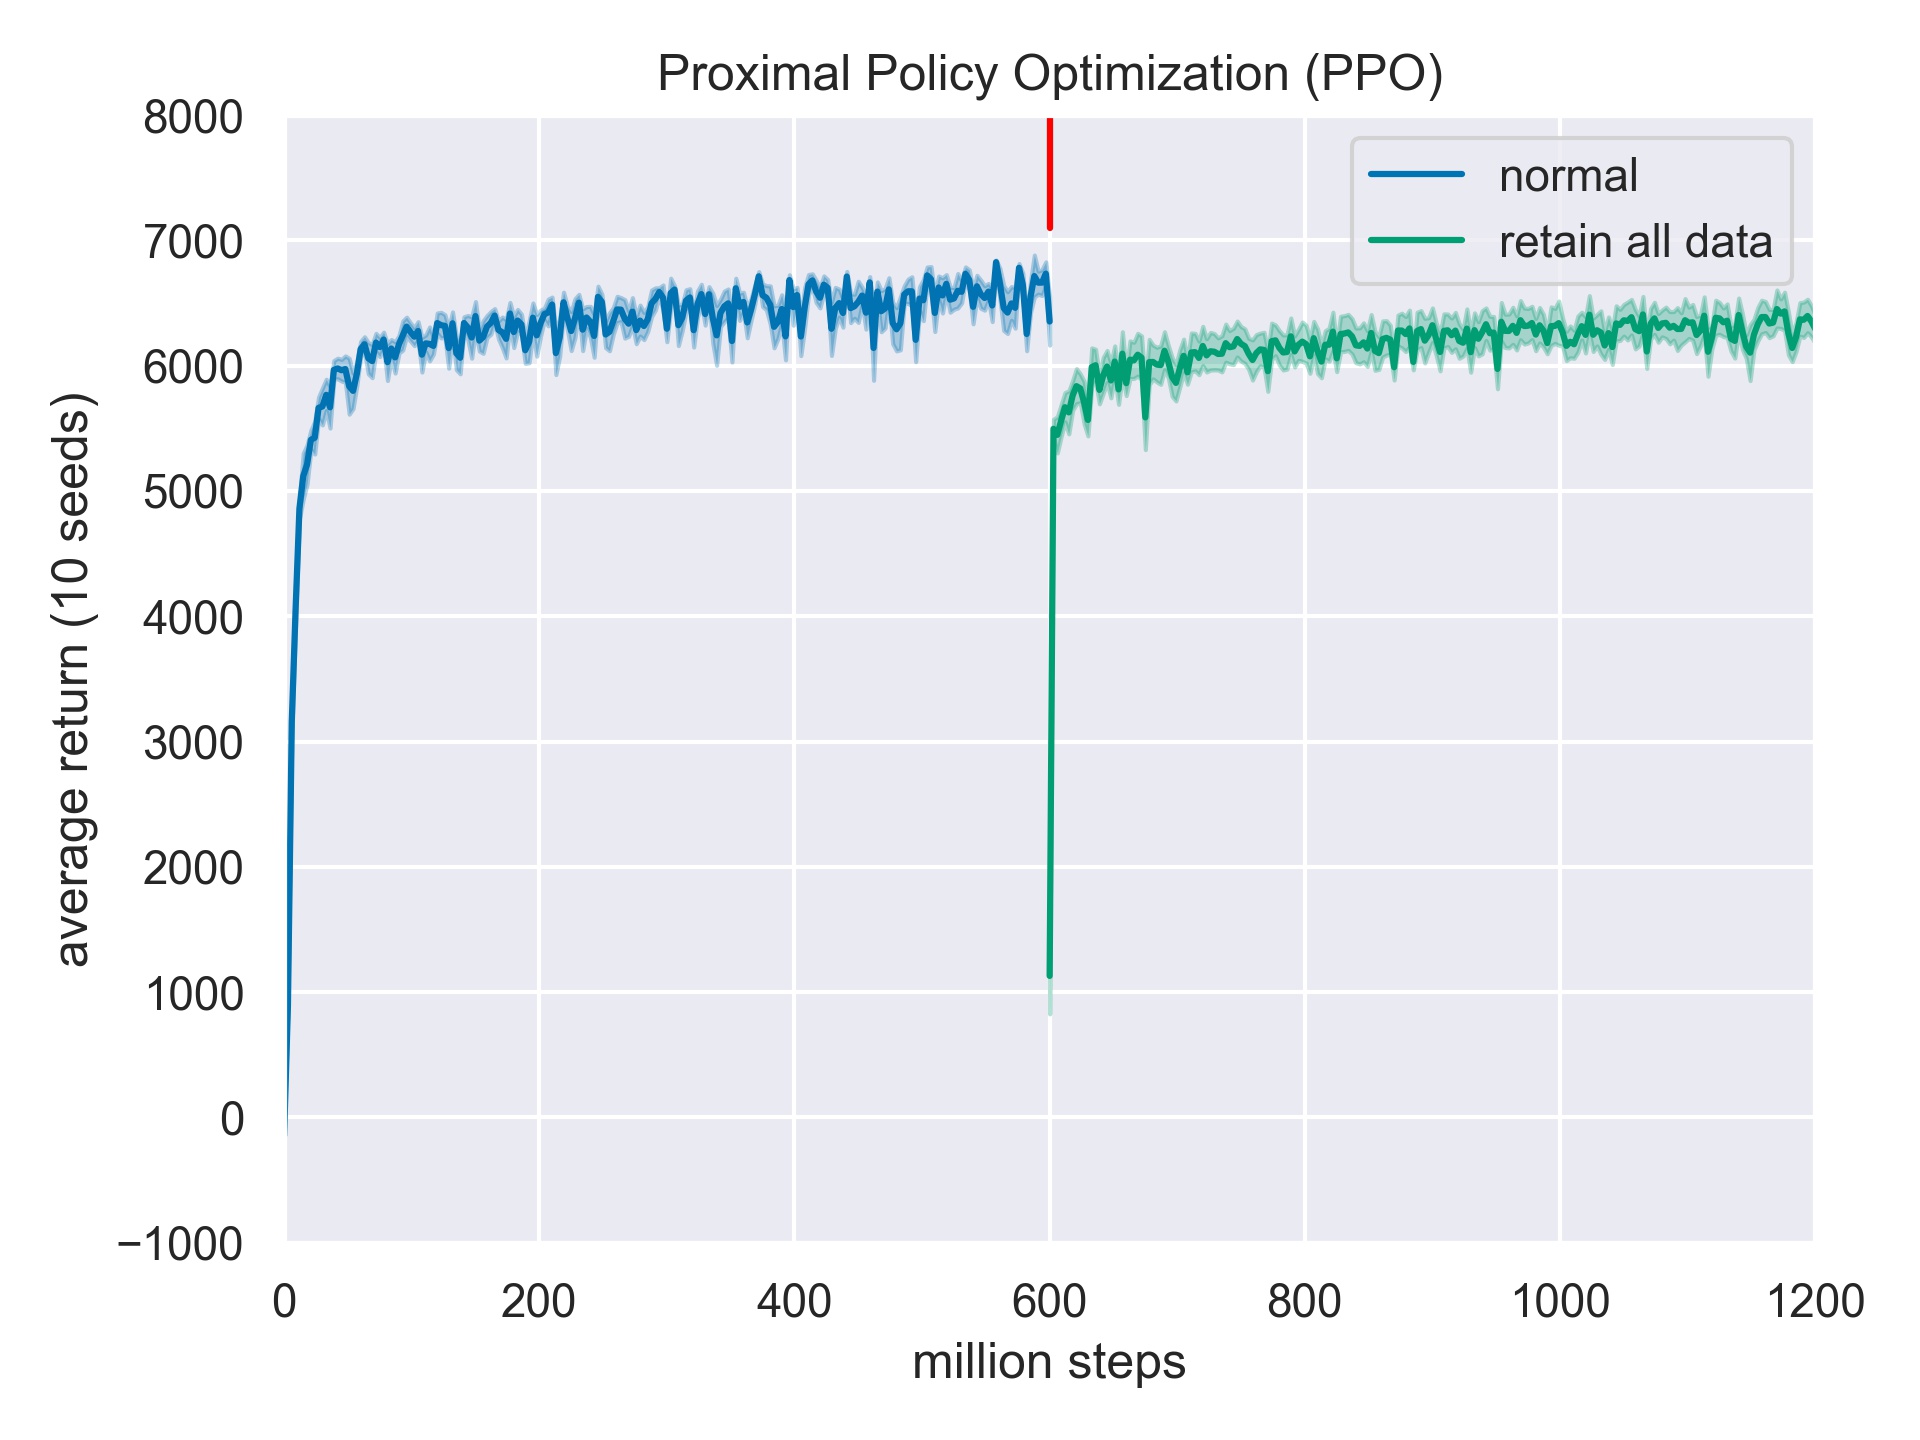 Proximal Policy Optimization (PPO)
8000
7000
6000
5000
4000
3000
2000
1000
0
−1000
average return (10 seeds)
normal
retain all data
0 200 400 600 800 1000 1200
million steps